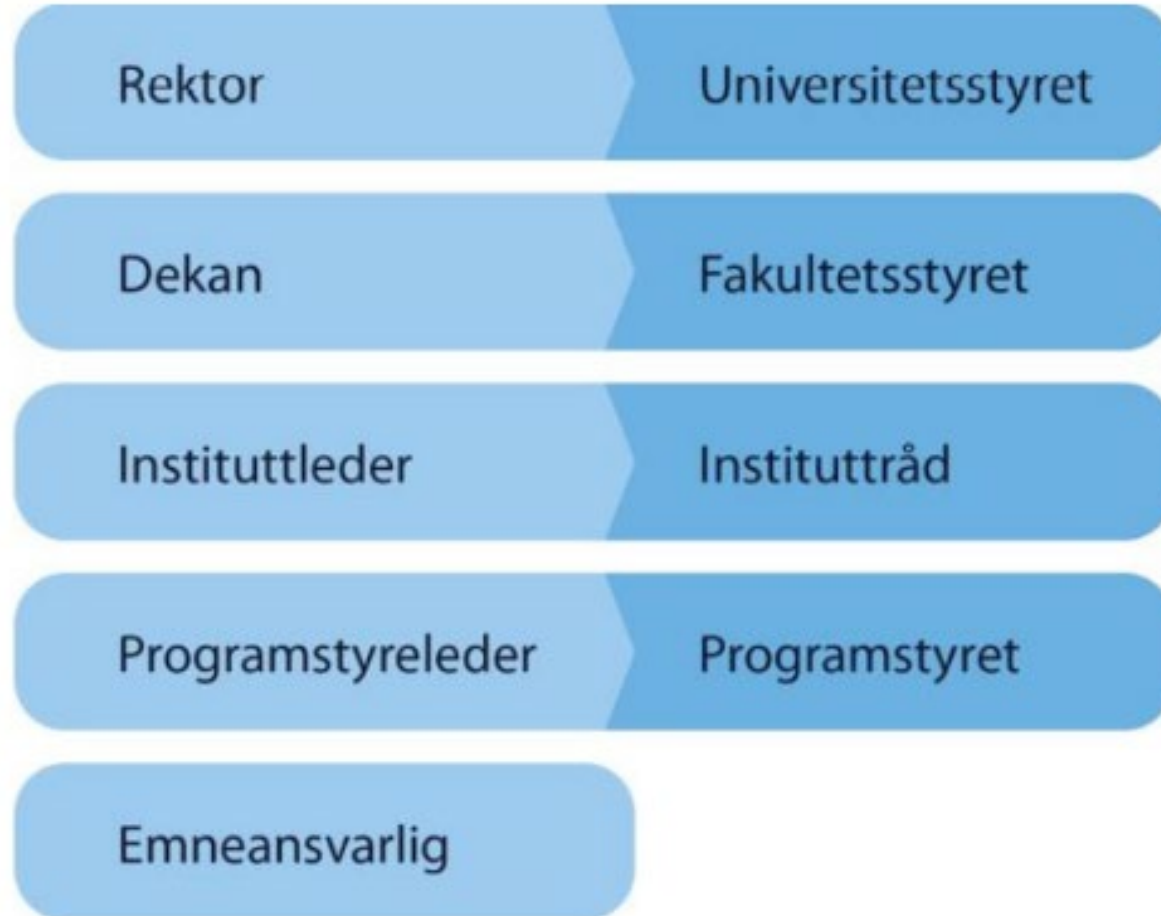 Rektor
Universitetsstyret
Dekan
Fakultetsstyret
Instituttleder
Instituttråd
Programstyreleder
Programstyret
Emneansvarlig